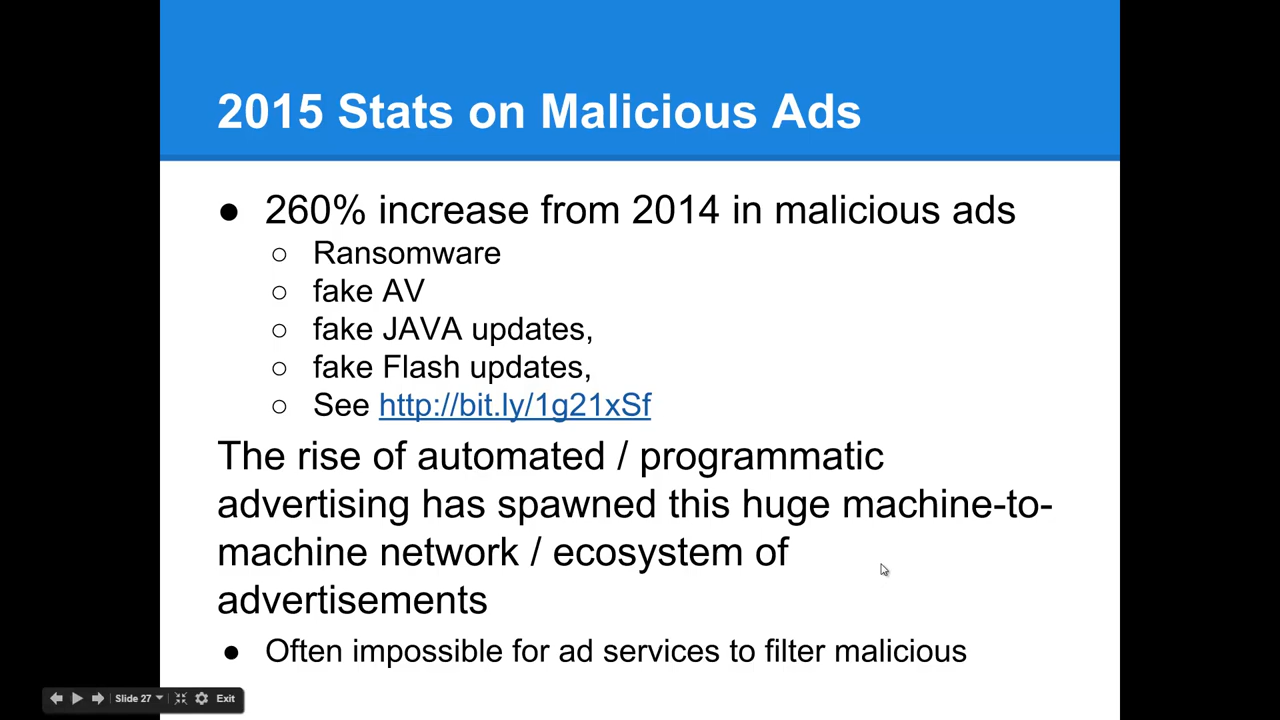 2015 Stats on Malicious Ads
● 260% increase from 2014 in malicious ads
○ Ransomware
○ fake AV
○ fake JAVA updates,
○ fake Flash updates,
○ See http://bit.ly/1g21xSf
The rise of automated / programmatic
advertising has spawned this huge machine-to-
machine network / ecosystem of
advertisements
● Often impossible for ad services to filter malicious
Slide 27 Exit